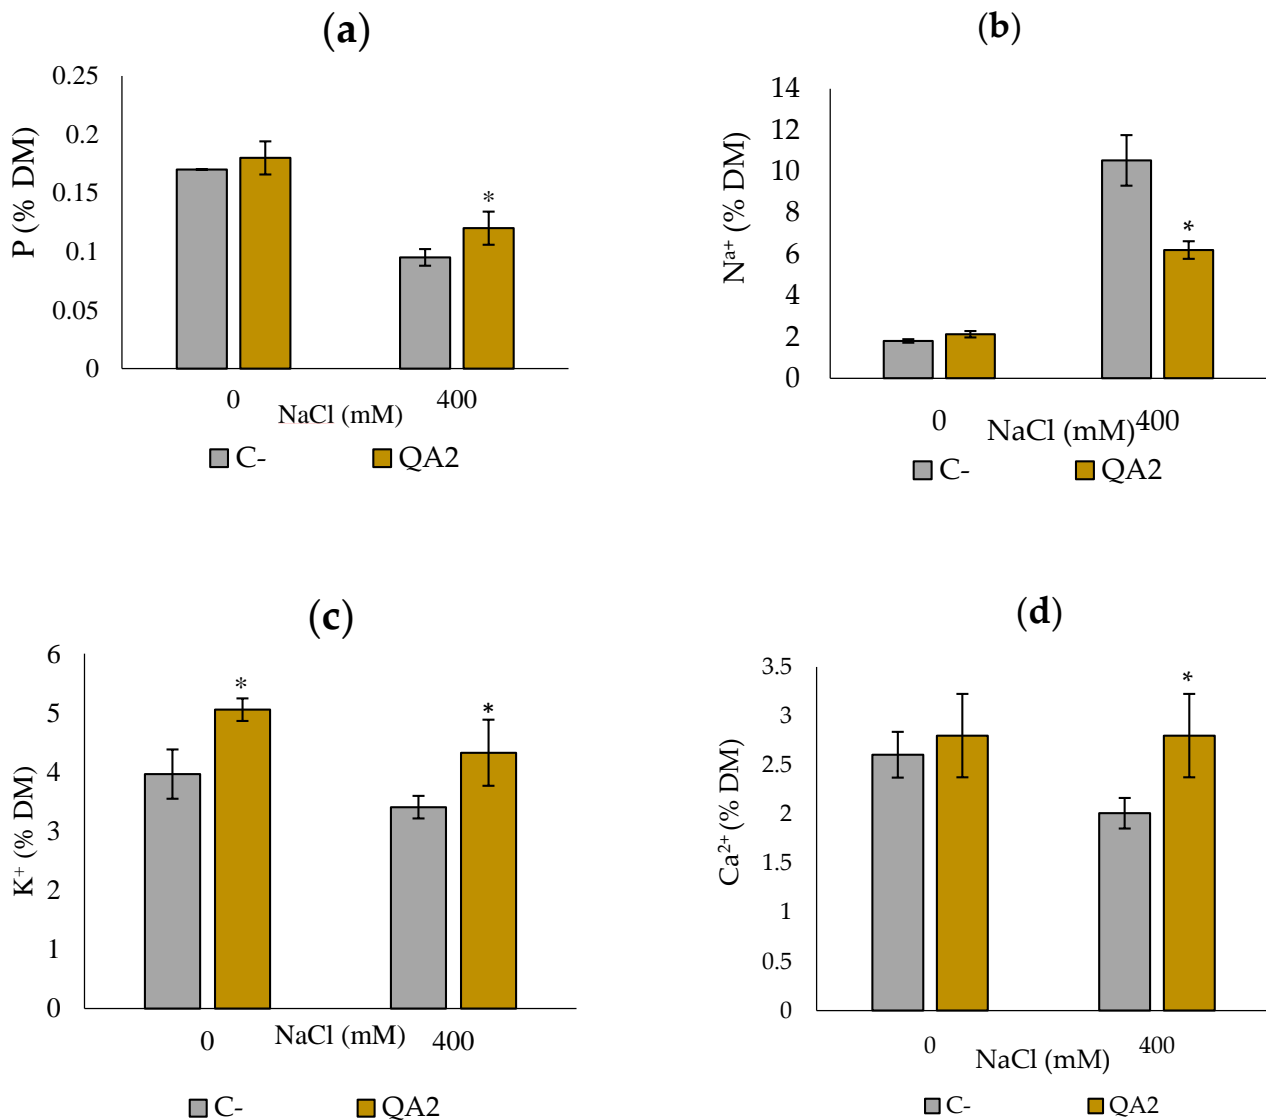 (a)
0.25
0.2
0.15
0.1
0.05
0
P (% DM)
*
0
NaCl (mM)
400
C-
QA2
(b)
14
12
10
8
6
4
2
0
Nᵃ⁺ (% DM)
*
0
NaCl (mM)
400
C-
QA2
(c)
6
5
4
3
2
1
0
K⁺ (% DM)
*
*
0
NaCl (mM)
400
C-
QA2
(d)
3.5
3
2.5
2
1.5
1
0.5
0
Ca²⁺ (% DM)
*
0
NaCl (mM)
400
C-
QA2